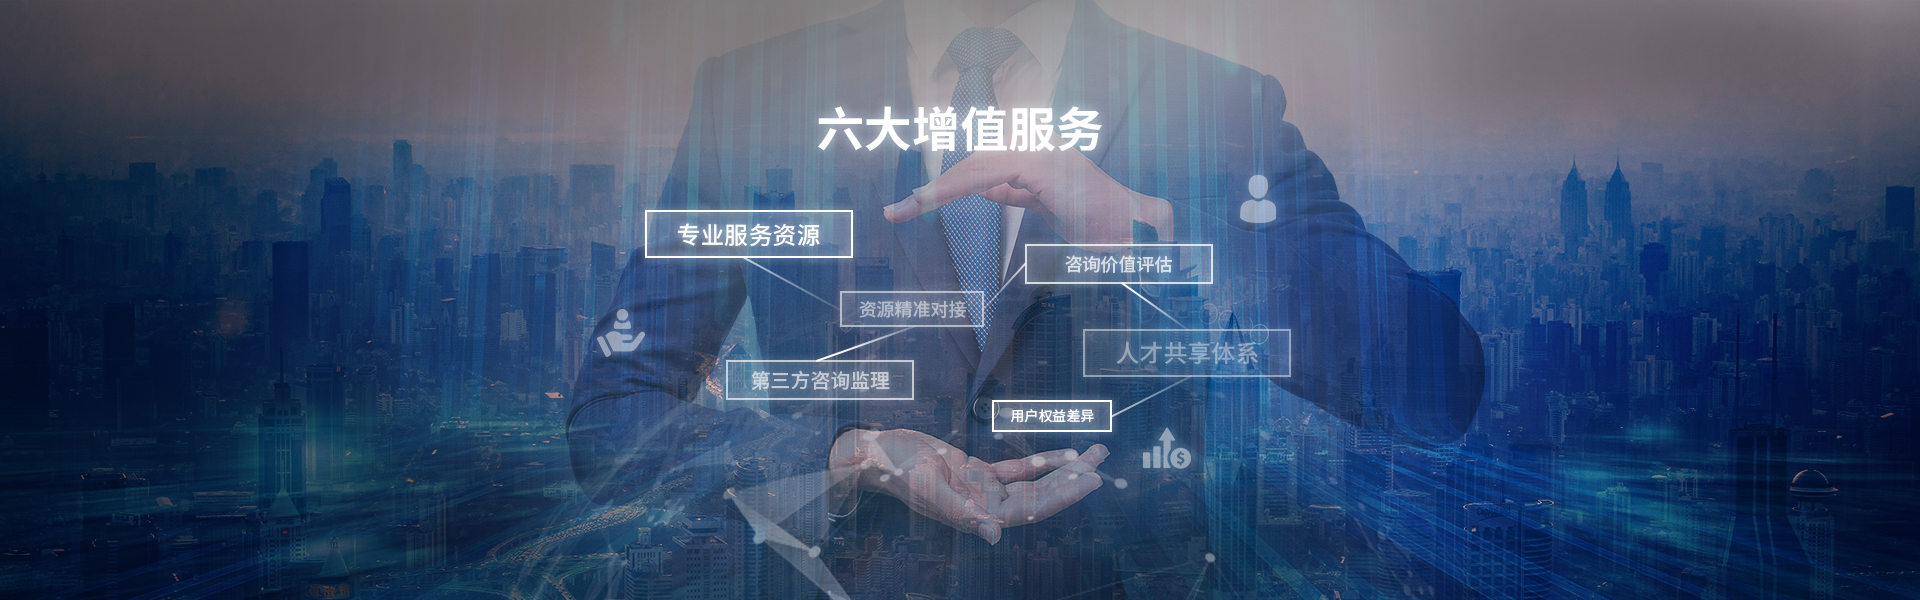 六大增值服务
专业服务资源
咨询价值评估
资源精准对接
人才共享体系
第三方咨询监理
用户权益差异
$